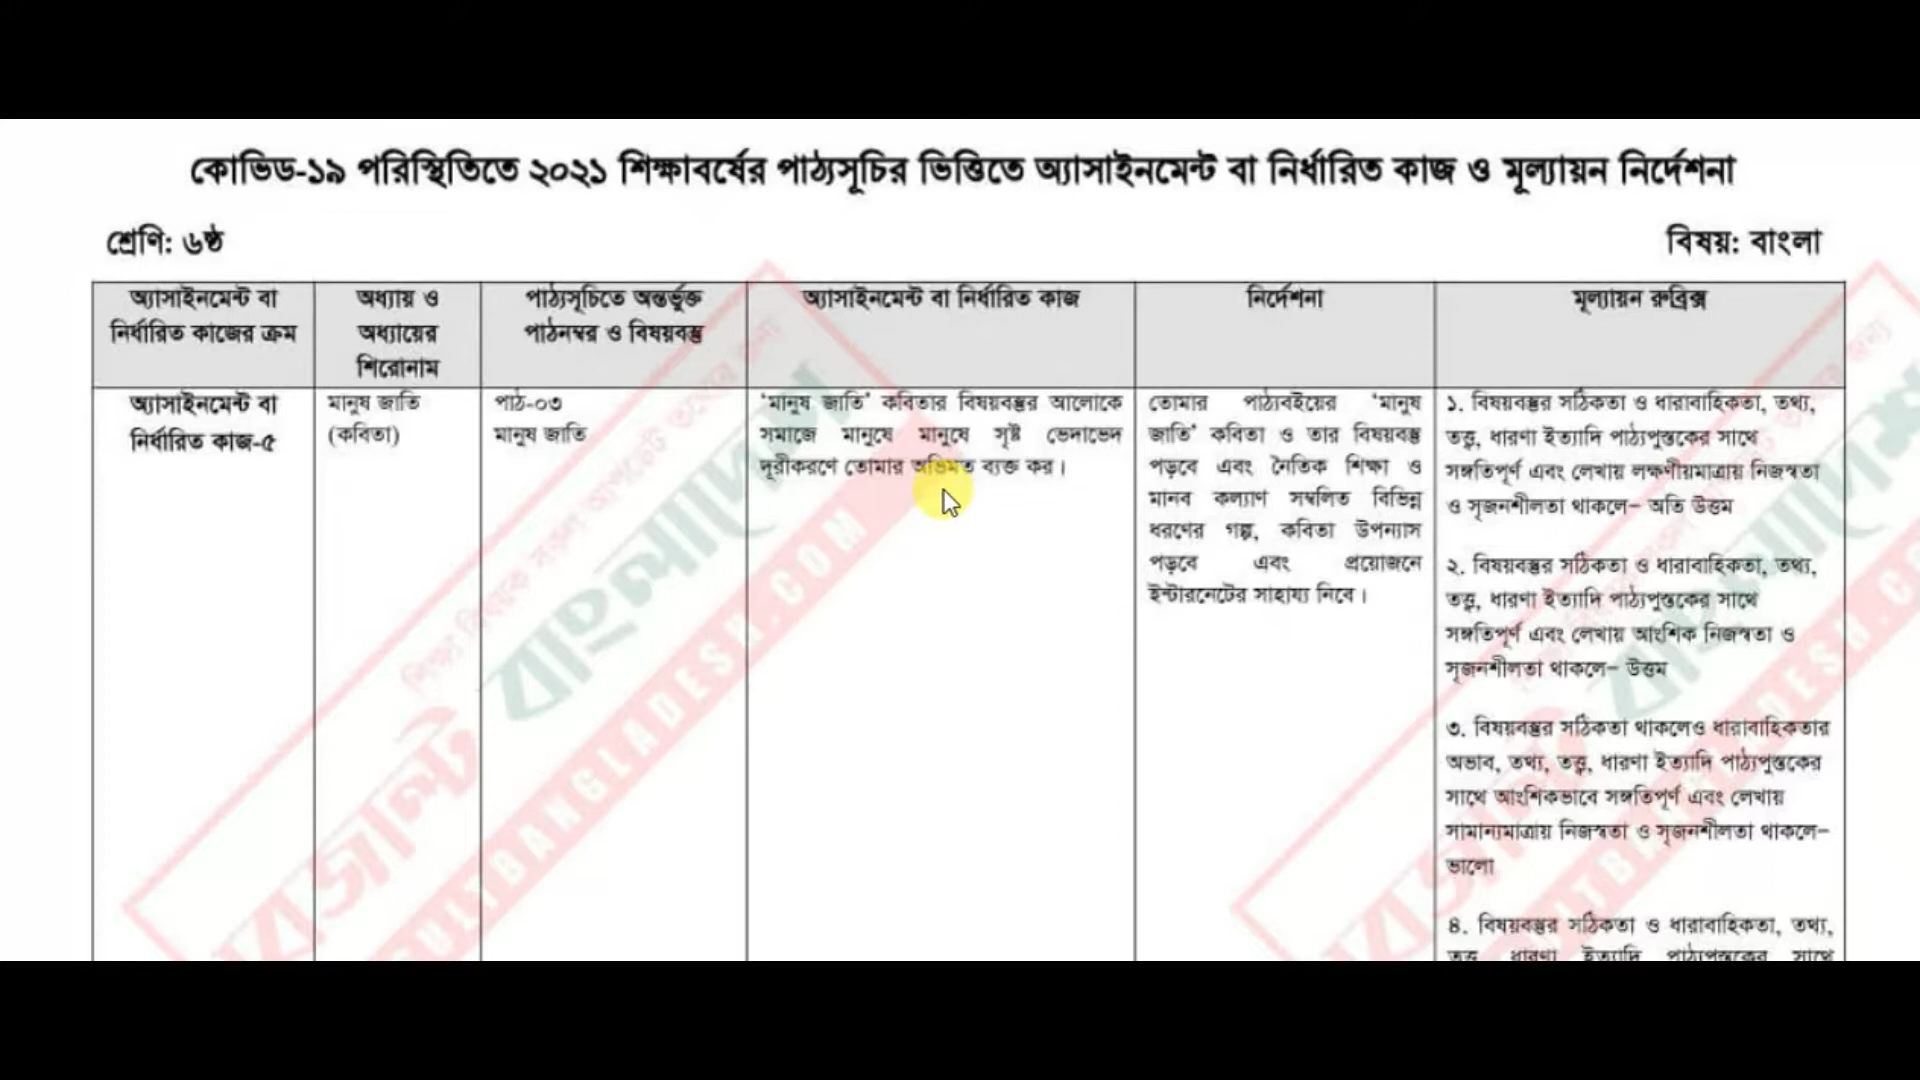 কোভিড-১৯ পরিস্থিতিতে ২০২১ শিক্ষাবর্ষের পাঠ্যসূচির ভিত্তিতে অ্যাসাইনমেন্ট বা নির্ধারিত কাজ ও মূল্যায়ন নির্দেশনা
শ্রেণি: ৬ষ্ঠ
বিষয়: বাংলা
অ্যাসাইনমেন্ট বা
নির্ধারিত কাজের ক্রম
অধ্যায় ও
অধ্যায়ের
শিরোনাম
পাঠ্যসূচিতে অন্তর্ভুক্ত
পাঠনম্বর ও বিষয়বস্তু
অ্যাসাইনমেন্ট বা নির্ধারিত কাজ
নির্দেশনা
মূল্যায়ন রুব্রিক্স
অ্যাসাইনমেন্ট বা
নির্ধারিত কাজ-৫
মানুষ জাতি
(কবিতা)
পাঠ-০৩
মানুষ জাতি
'মানুষ জাতি' কবিতার বিষয়বস্তুর আলোকে
সমাজে মানুষে মানুষে সৃষ্ট ভেদাভেদ
দূরীকরণে তোমার অভিমত ব্যক্ত কর।
তোমার পাঠ্যবইয়ের 'মানুষ
জাতি' কবিতা ও তার বিষয়বস্তু
পড়বে এবং নৈতিক শিক্ষা ও
মানব কল্যাণ সম্বলিত বিভিন্ন
ধরণের গল্প, কবিতা উপন্যাস
পড়বে এবং প্রয়োজনে
ইন্টারনেটের সাহায্য নিবে।
১. বিষয়বস্তুর সঠিকতা ও ধারাবাহিকতা, তথ্য,
তত্ত্ব, ধারণা ইত্যাদি পাঠ্যপুস্তকের সাথে
সঙ্গতিপূর্ণ এবং লেখায় লক্ষণীয়মাত্রায় নিজস্বতা
ও সৃজনশীলতা থাকলে– অতি উত্তম
২. বিষয়বস্তুর সঠিকতা ও ধারাবাহিকতা, তথ্য,
তত্ত্ব, ধারণা ইত্যাদি পাঠ্যপুস্তকের সাথে
সঙ্গতিপূর্ণ এবং লেখায় আংশিক নিজস্বতা ও
সৃজনশীলতা থাকলে– উত্তম
৩. বিষয়বস্তুর সঠিকতা থাকলেও ধারাবাহিকতার
অভাব, তথ্য, তত্ত্ব, ধারণা ইত্যাদি পাঠ্যপুস্তকের
সাথে আংশিকভাবে সঙ্গতিপূর্ণ এবং লেখায়
সামান্যমাত্রায় নিজস্বতা ও সৃজনশীলতা থাকলে–
ভালো
৪. বিষয়বস্তুর সঠিকতা ও ধারাবাহিকতা, তথ্য,
তত্ত্ব, ধারণা ইত্যাদি পাঠ্যপুস্তকের সাথে
রেজাল্ট বাংলাদেশ